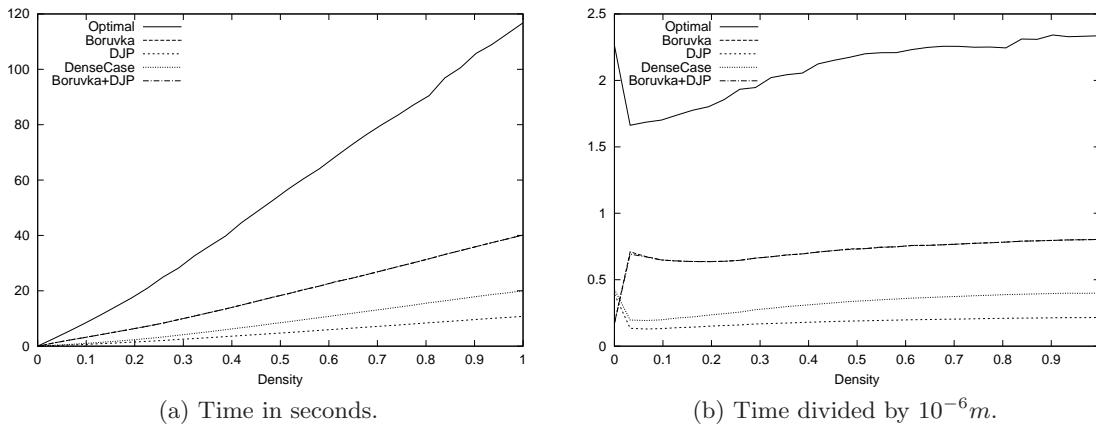 120
100
80
60
40
20
0
Optimal
Boruvka
DJP
DenseCase
Boruvka+DJP
0 0.1 0.2 0.3 0.4 0.5 0.6 0.7 0.8 0.9 1
Density
(a) Time in seconds.
2.5
2
1.5
1
0.5
0
Optimal
Boruvka
DJP
DenseCase
Boruvka+DJP
0 0.1 0.2 0.3 0.4 0.5 0.6 0.7 0.8 0.9
Density
(b) Time divided by 10⁻⁶m.